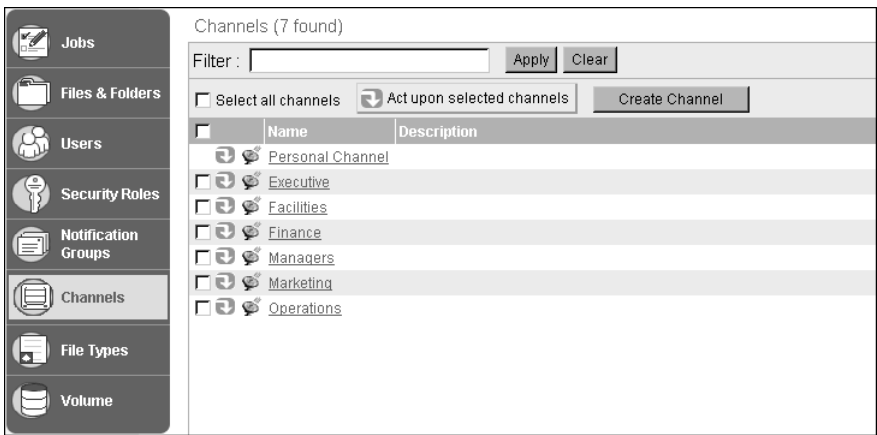 Jobs
Files & Folders
Users
Security Roles
Notification
Groups
Channels
File Types
Volume
Channels (7 found)
Filter :
Apply
Clear
Select all channels
Act upon selected channels
Create Channel
Name
Description
Personal Channel
Executive
Facilities
Finance
Managers
Marketing
Operations